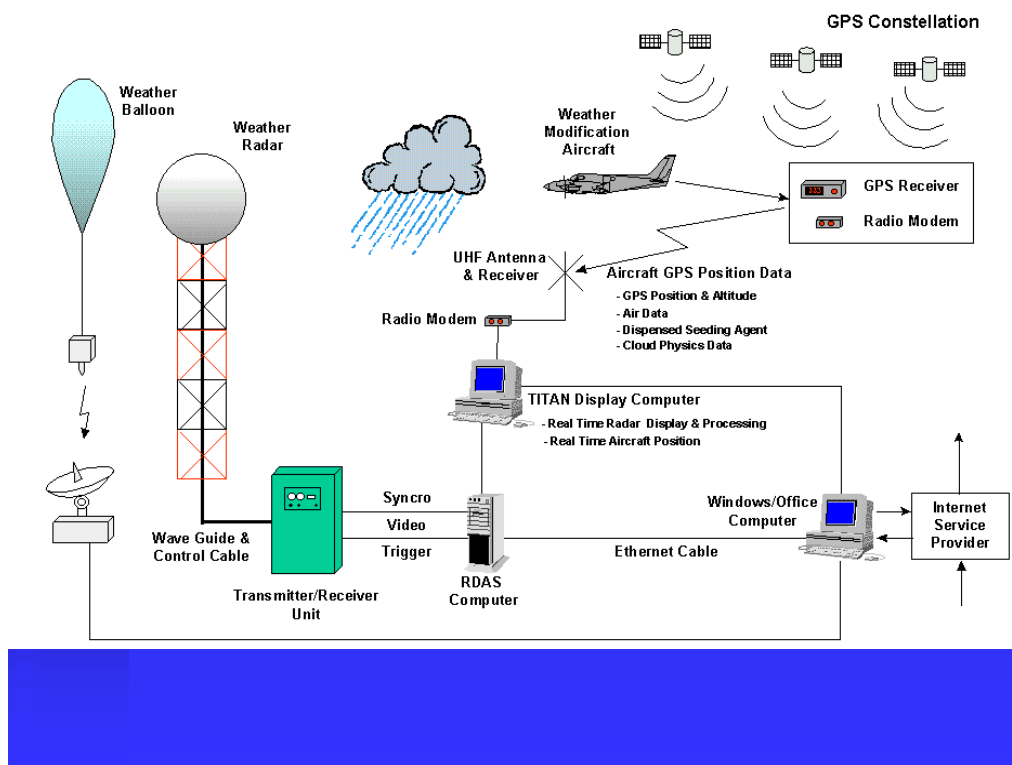 GPS Constellation
Weather
Balloon
Weather
Radar
Weather
Modification
Aircraft
GPS Receiver
Radio Modem
UHF Antenna
& Receiver
Aircraft GPS Position Data
- GPS Position & Altitude
- Air Data
- Dispensed Seeding Agent
- Cloud Physics Data
Radio Modem
TITAN Display Computer
- Real Time Radar Display & Processing
- Real Time Aircraft Position
Syncro
Video
Trigger
Wave Guide &
Control Cable
Transmitter/Receiver
Unit
RDAS
Computer
Ethernet Cable
Windows/Office
Computer
Internet
Service
Provider